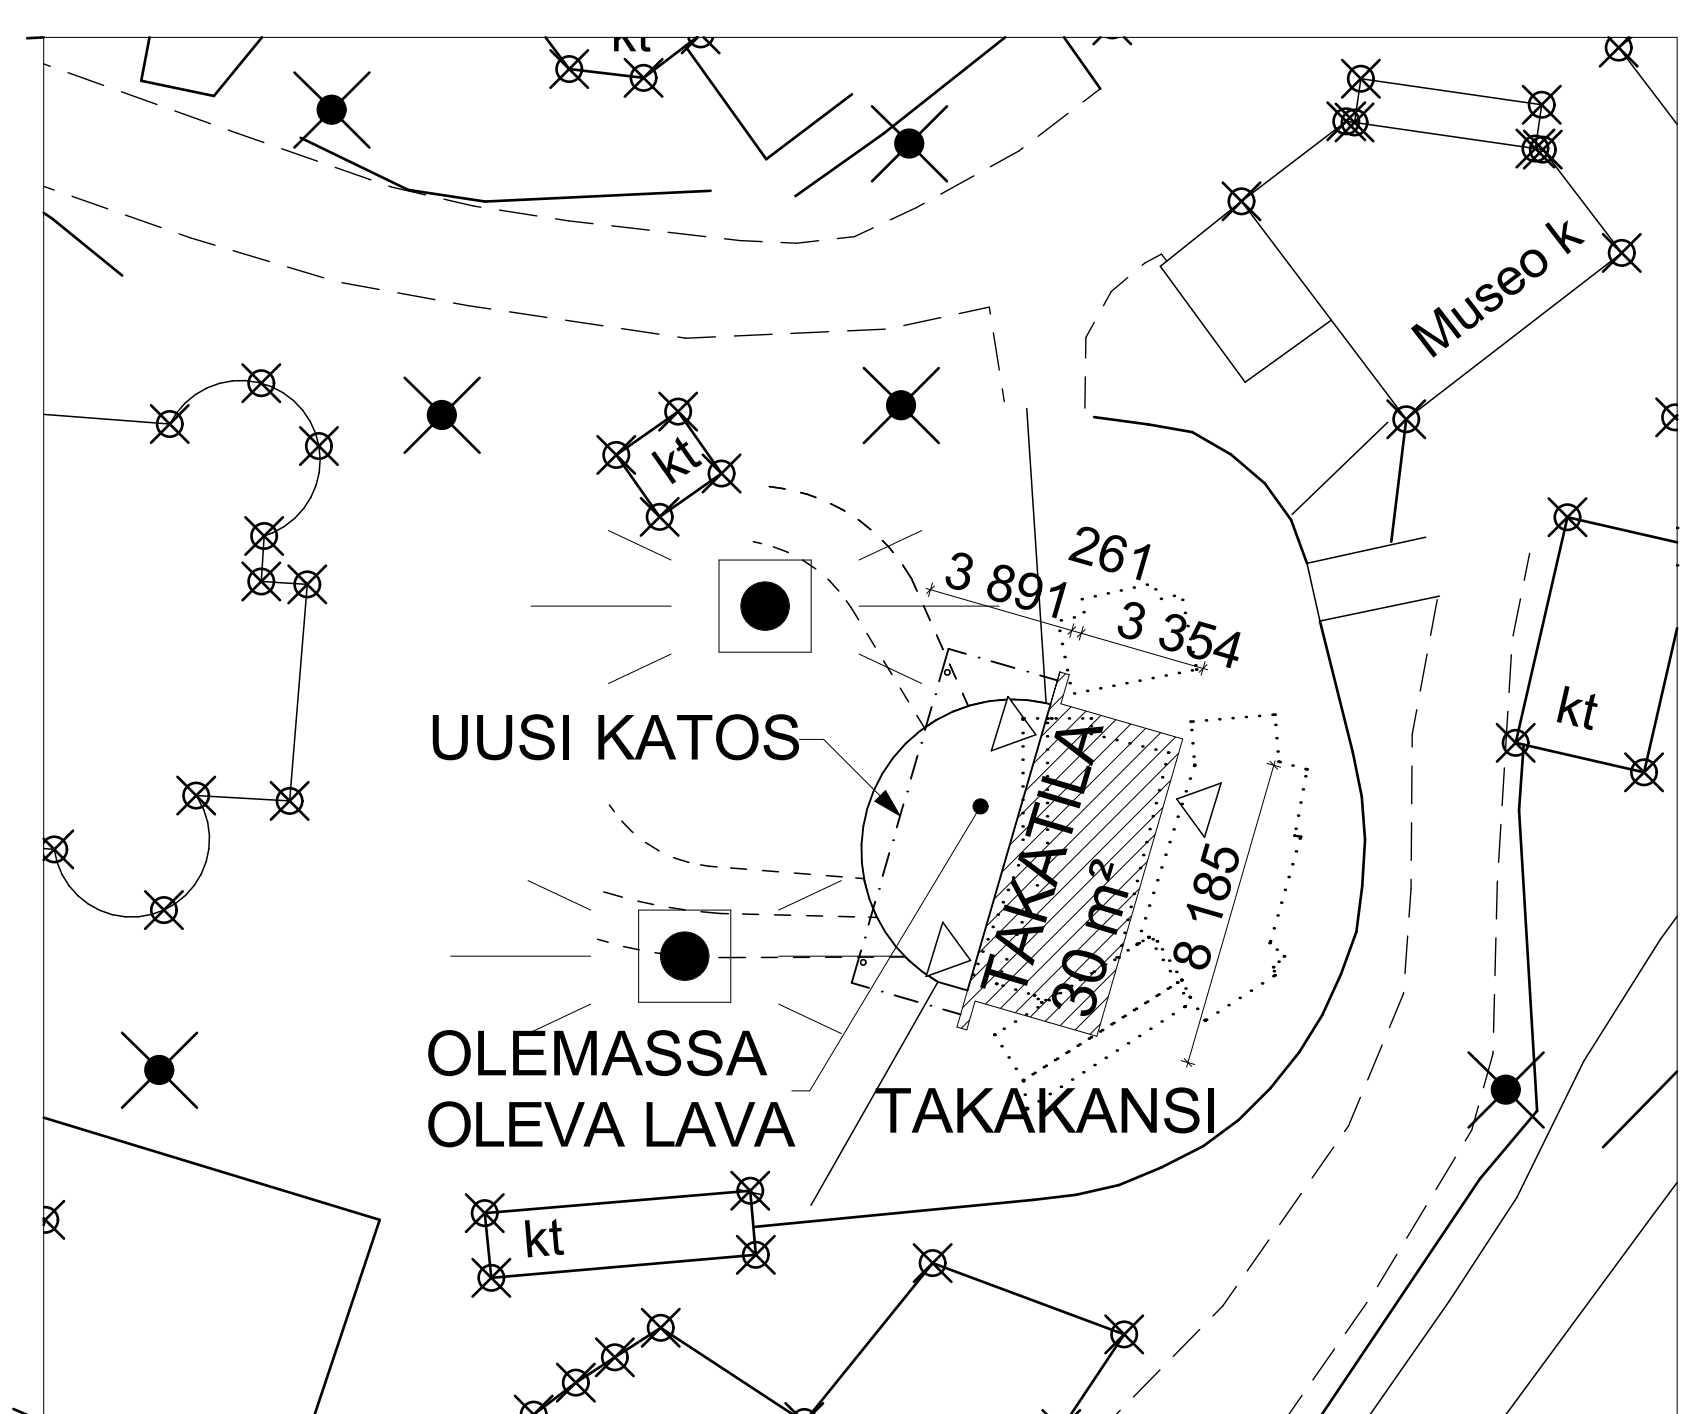 kt
Museo k
kt
261
3 891
3 354
kt
UUSI KATOS
TAKATILA
30 m²
8 185
OLEMASSA
OLEVA LAVA
TAKAKANSI
kt